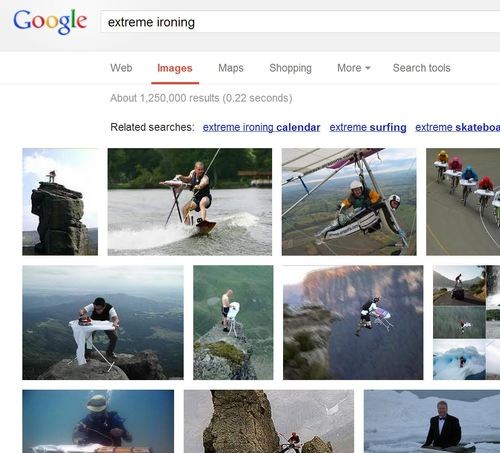 Google extreme ironing
Web Images Maps Shopping More Search tools
About 1,250,000 results (0.22 seconds)
Related searches: extreme ironing calendar extreme surfing extreme skateboa